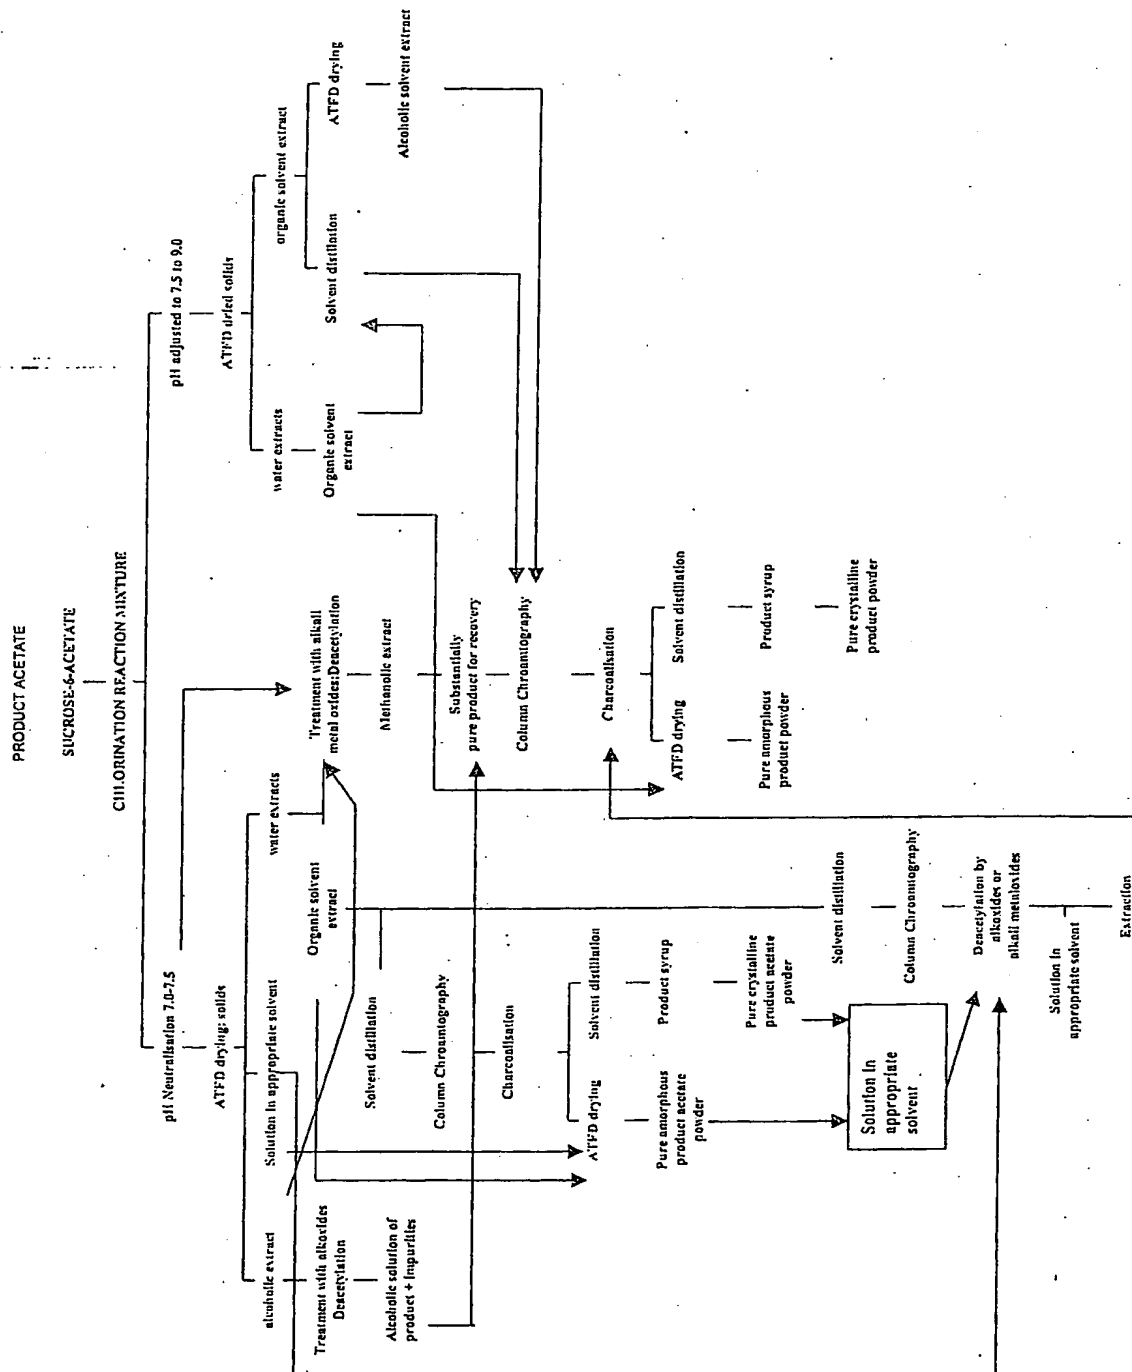 PRODUCT ACETATE
SUCROSE-6-ACETATE
CHLORINATION REACTION MIXTURE
pH Neutralisation 7.0-7.5
pH adjusted to 7.5 to 9.0
ATFD drying: solids
ATFD dried solids
alcoholic extract
Solution in appropriate solvent
water extracts
water extracts
organic solvent extract
Treatment with alkoxides
Deacetylation
Organic solvent
extract
Treatment with alkali
metal oxides:Deacetylation
Organic solvent
extract
Solvent distillation
ATFD drying
Alcoholic solution of
product + impurities
Solvent distillation
Methanolic extract
Alcoholic solvent extract
Column Chromatography
Substantially
pure product for recovery
Charcoalisation
Column Chromatography
ATFD drying
Solvent distillation
Charcoalisation
Pure amorphous
product acetate
powder
Product syrup
ATFD drying
Solvent distillation
Pure crystalline
product acetate
powder
Pure amorphous
product powder
Product syrup
Pure crystalline
product powder
Solution in
appropriate
solvent
Solvent distillation
Column Chromatography
Deacetylation by
alkoxides or
alkali metaloxides
Solution in
appropriate solvent
Extraction